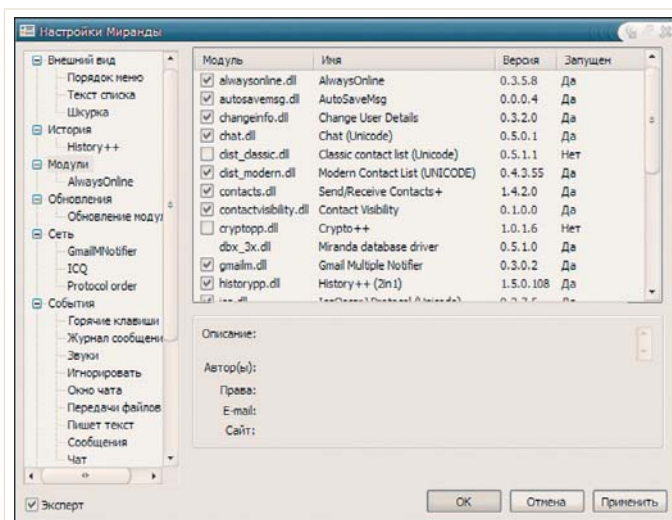 Настройки Миранды
Внешний вид
Порядок меню
Текст списка
Шкурка
История
History++
Модули
AlwaysOnline
Обновления
Обновление модул
Сеть
GmailMNotifier
ICQ
Protocol order
События
Горячие клавиши
Журнал сообщени
Звуки
Игнорировать
Окно чата
Передачи файлов
Пишет текст
Сообщения
Чат
Эксперт
Модуль Имя Версия Запущен
alwaysonline.dll AlwaysOnline 0.3.5.8 Да
autosavemsg.dll AutoSaveMsg 0.0.0.4 Да
changeinfo.dll Change User Details 0.3.2.0 Да
chat.dll Chat (Unicode) 0.5.0.1 Да
clist_classic.dll Classic contact list (Unicode) 0.5.1.1 Нет
clist_modern.dll Modern Contact List (UNICODE) 0.4.3.55 Да
contacts.dll Send/Receive Contacts+ 1.4.2.0 Да
contactvisibility.dll Contact Visibility 0.1.0.0 Да
cryptopp.dll Crypto++ 1.0.1.6 Нет
dbx_3x.dll Miranda database driver 0.5.1.0 Да
gmailm.dll Gmail Multiple Notifier 0.3.0.2 Да
historypp.dll History++ (2in1) 1.5.0.108 Да
Описание:
Автор(ы):
Права:
E-mail:
Сайт:
OK Отмена Применить